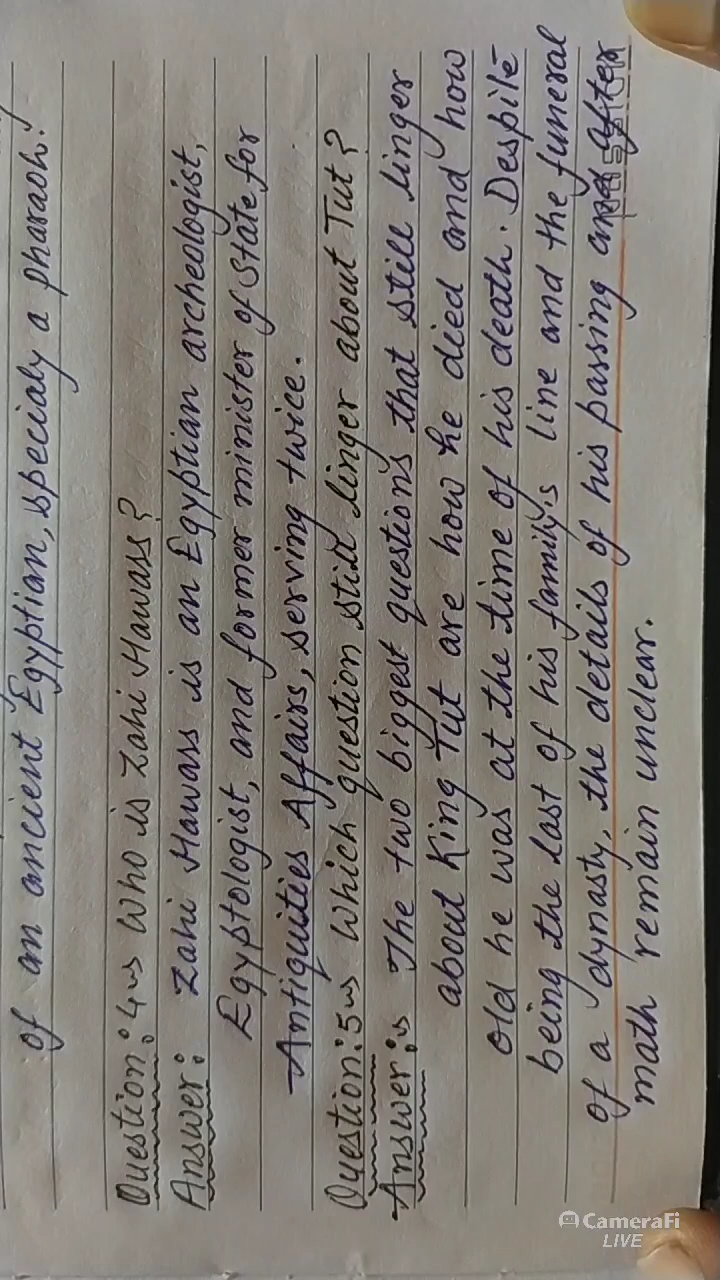 of an ancient Egyptian, specialy a pharaoh.
Question:4 Who is Zahi Hawass?
Answer: Zahi Hawass is an Egyptian archeologist,
Egyptologist, and former minister of State for
Antiquities Affairs, serving twice.
Question:5 Which question still linger about Tut?
Answer: The two biggest questions that still linger
about King Tut are how he died and how
old he was at the time of his death. Despite
being the last of his family's line and the funeral
of a dynasty, the details of his passing and after
math remain unclear.
CameraFi
LIVE